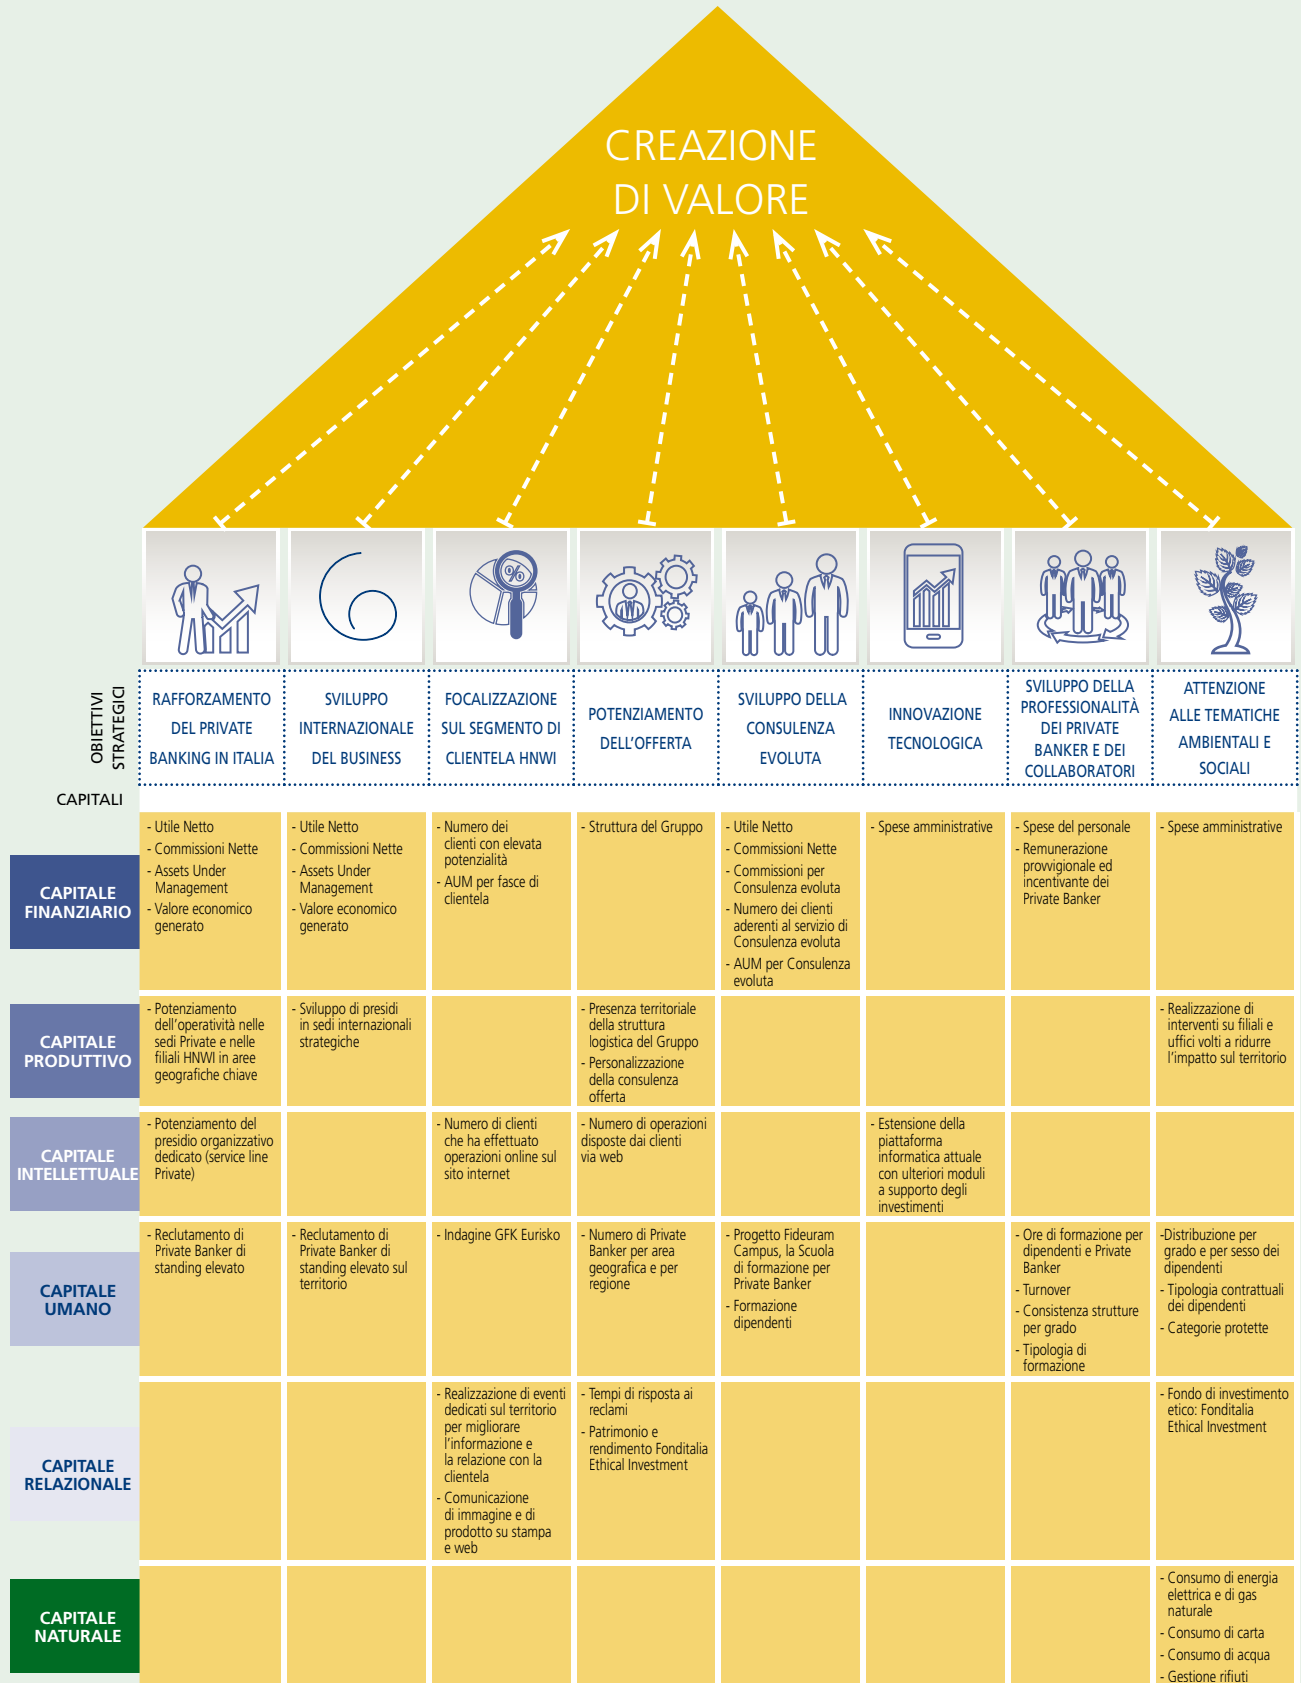 CREAZIONE
DI VALORE
%
OBIETTIVI
STRATEGICI
RAFFORZAMENTO
DEL PRIVATE
BANKING IN ITALIA
SVILUPPO
INTERNAZIONALE
DEL BUSINESS
FOCALIZZAZIONE
SUL SEGMENTO DI
CLIENTELA HNWI
POTENZIAMENTO
DELL'OFFERTA
SVILUPPO DELLA
CONSULENZA
EVOLUTA
INNOVAZIONE
TECNOLOGICA
SVILUPPO DELLA
PROFESSIONALITÀ
DEI PRIVATE
BANKER E DEI
COLLABORATORI
ATTENZIONE
ALLE TEMATICHE
AMBIENTALI E
SOCIALI
CAPITALI
CAPITALE
FINANZIARIO
- Utile Netto
- Commissioni Nette
- Assets Under
Management
- Valore economico
generato
- Utile Netto
- Commissioni Nette
- Assets Under
Management
- Valore economico
generato
- Numero dei
clienti con elevata
potenzialità
- AUM per fasce di
clientela
- Struttura del Gruppo
- Utile Netto
- Commissioni Nette
- Commissioni per
Consulenza evoluta
- Numero dei clienti
aderenti al servizio di
Consulenza evoluta
- AUM per Consulenza
evoluta
- Spese amministrative
- Spese del personale
- Remunerazione
provvigionale ed
incentivante dei
Private Banker
- Spese amministrative
CAPITALE
PRODUTTIVO
- Potenziamento
dell'operatività nelle
sedi Private e nelle
filiali HNWI in aree
geografiche chiave
- Sviluppo di presidi
in sedi internazionali
strategiche
- Presenza territoriale
della struttura
logistica del Gruppo
- Personalizzazione
della consulenza
offerta
- Realizzazione di
interventi su filiali e
uffici volti a ridurre
l'impatto sul territorio
CAPITALE
INTELLETTUALE
- Potenziamento del
presidio organizzativo
dedicato (service line
Private)
- Numero di clienti
che ha effettuato
operazioni online sul
sito internet
- Numero di operazioni
disposte dai clienti
via web
- Estensione della
piattaforma
informatica attuale
con ulteriori moduli
a supporto degli
investimenti
CAPITALE
UMANO
- Reclutamento di
Private Banker di
standing elevato
- Reclutamento di
Private Banker di
standing elevato sul
territorio
- Indagine GFK Eurisko
- Numero di Private
Banker per area
geografica e per
regione
- Progetto Fideuram
Campus, la Scuola
di formazione per
Private Banker
- Formazione
dipendenti
- Ore di formazione per
dipendenti e Private
Banker
- Turnover
- Consistenza strutture
per grado
- Tipologia di
formazione
-Distribuzione per
grado e per sesso dei
dipendenti
- Tipologia contrattuali
dei dipendenti
- Categorie protette
CAPITALE
RELAZIONALE
- Realizzazione di eventi
dedicati sul territorio
per migliorare
l'informazione e
la relazione con la
clientela
- Comunicazione
di immagine e di
prodotto su stampa
e web
- Tempi di risposta ai
reclami
- Patrimonio e
rendimento Fonditalia
Ethical Investment
- Fondo di investimento
etico: Fonditalia
Ethical Investment
CAPITALE
NATURALE
- Consumo di energia
elettrica e di gas
naturale
- Consumo di carta
- Consumo di acqua
- Gestione rifiuti